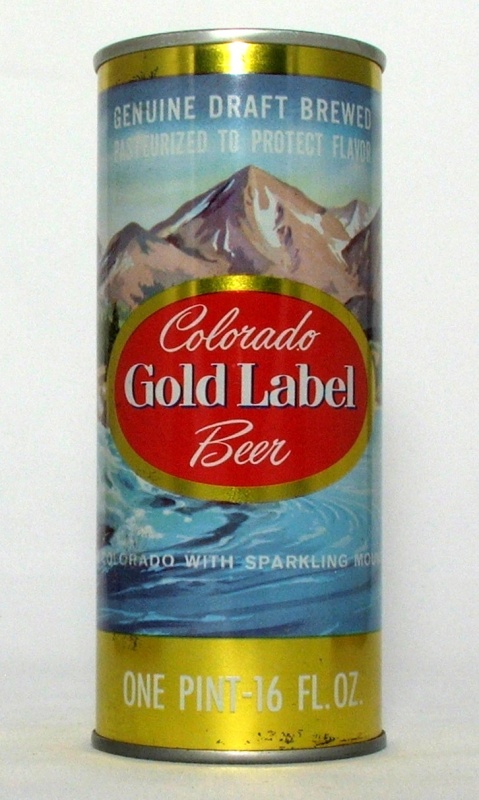 GENUINE DRAFT BREWED
PASTEURIZED TO PROTECT FLAVOR
Colorado
Gold Label
Beer
COLORADO WITH SPARKLING
ONE PINT-16 FL. OZ.